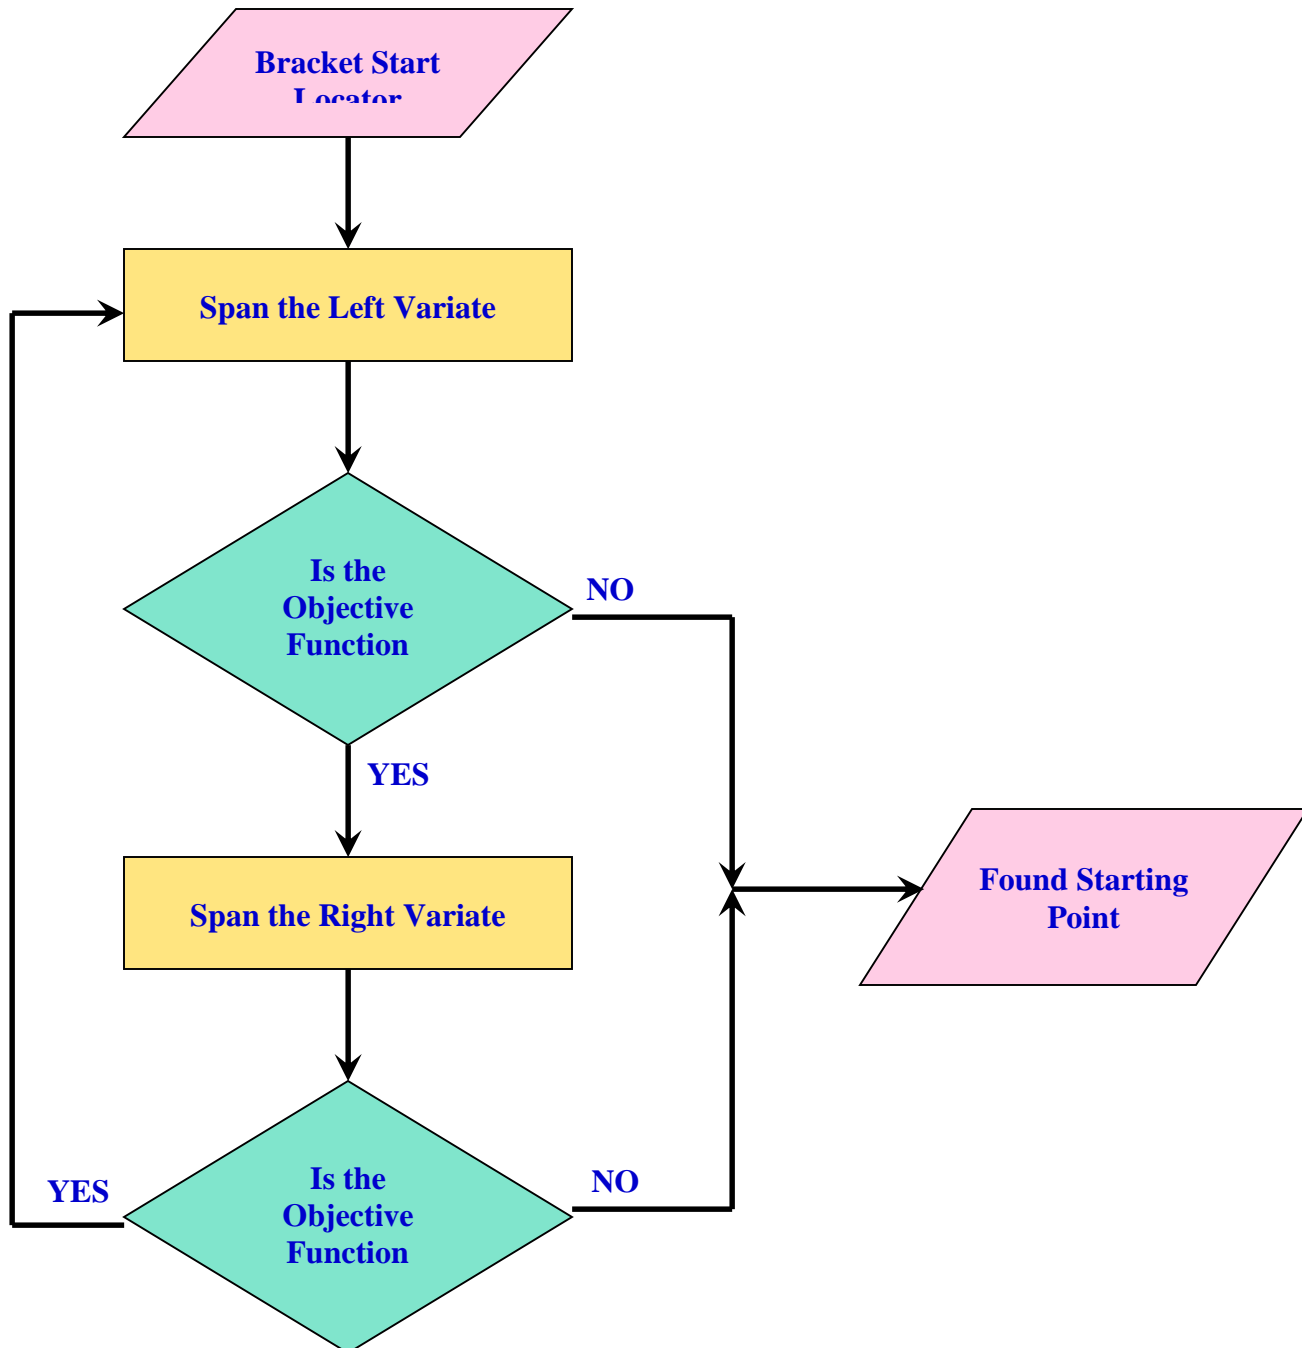 Bracket Start
Locator
Span the Left Variate
Is the
Objective
Function
NO
YES
Span the Right Variate
Found Starting
Point
Is the
Objective
Function
YES
NO